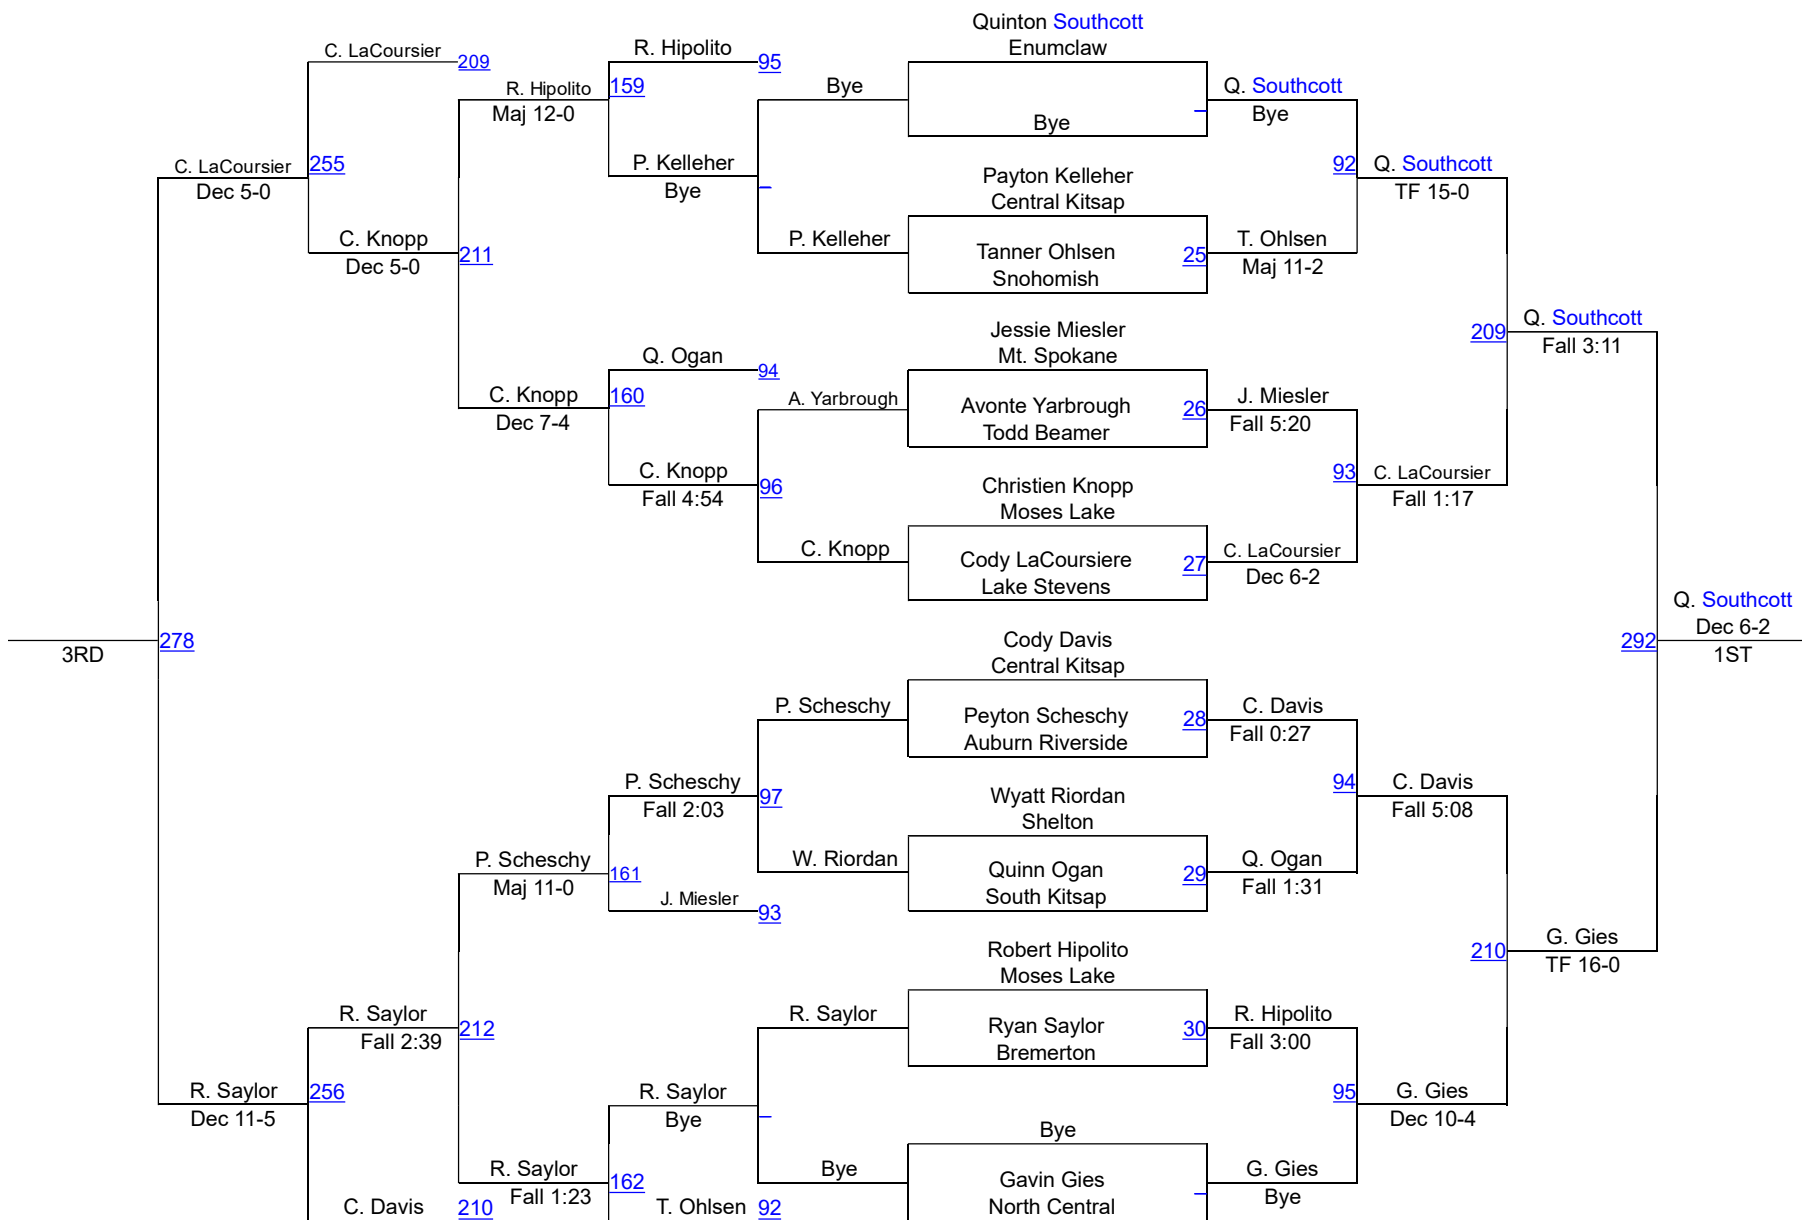 Quinton Southcott
Enumclaw
C. LaCoursier
209
R. Hipolito
95
R. Hipolito
159
Maj 12-0
Bye
Bye
Q. Southcott
Bye
C. LaCoursier
255
Dec 5-0
P. Kelleher
Bye
Payton Kelleher
Central Kitsap
92
Q. Southcott
TF 15-0
C. Knopp
Dec 5-0
211
P. Kelleher
Tanner Ohlsen
Snohomish
25
T. Ohlsen
Maj 11-2
Jessie Miesler
Mt. Spokane
209
Q. Southcott
Fall 3:11
Q. Ogan
94
C. Knopp
160
Dec 7-4
A. Yarbrough
Avonte Yarbrough
Todd Beamer
26
J. Miesler
Fall 5:20
C. Knopp
Fall 4:54
96
Christien Knopp
Moses Lake
93
C. LaCoursier
Fall 1:17
C. Knopp
Cody LaCoursiere
Lake Stevens
27
C. LaCoursier
Dec 6-2
3RD
278
Cody Davis
Central Kitsap
292
Q. Southcott
Dec 6-2
1ST
P. Scheschy
Peyton Scheschy
Auburn Riverside
28
C. Davis
Fall 0:27
P. Scheschy
Fall 2:03
97
Wyatt Riordan
Shelton
94
C. Davis
Fall 5:08
P. Scheschy
Maj 11-0
161
W. Riordan
Quinn Ogan
South Kitsap
29
Q. Ogan
Fall 1:31
J. Miesler
93
Robert Hipolito
Moses Lake
210
G. Gies
TF 16-0
R. Saylor
Fall 2:39
212
R. Saylor
Ryan Saylor
Bremerton
30
R. Hipolito
Fall 3:00
R. Saylor
Dec 11-5
256
R. Saylor
Bye
95
G. Gies
Dec 10-4
Bye
R. Saylor
Fall 1:23
162
Bye
Gavin Gies
North Central
G. Gies
Bye
C. Davis
210
T. Ohlsen
92